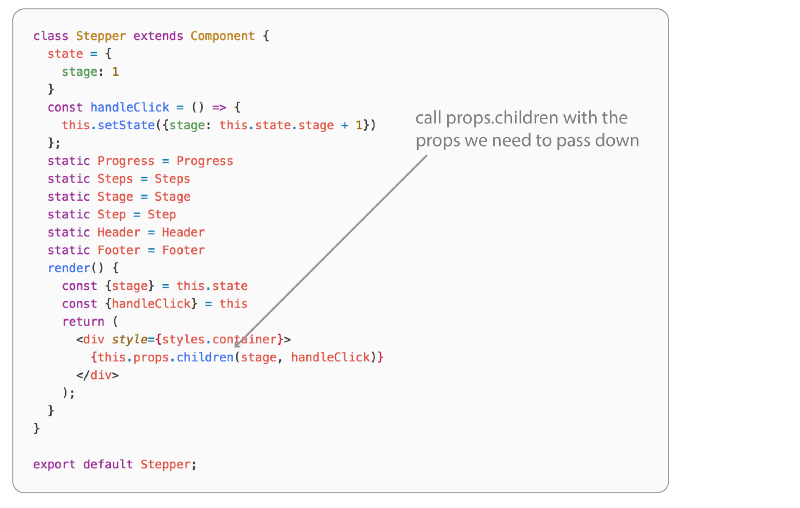 class Stepper extends Component {
state = {
stage: 1
}
const handleClick = () => {
this.setState({stage: this.state.stage + 1})
};
static Progress = Progress
static Steps = Steps
static Stage = Stage
static Step = Step
static Header = Header
static Footer = Footer
render() {
const {stage} = this.state
const {handleClick} = this
return (
<div style={styles.container}>
{this.props.children(stage, handleClick)}
</div>
);
}
}
export default Stepper;
call props.children with the
props we need to pass down